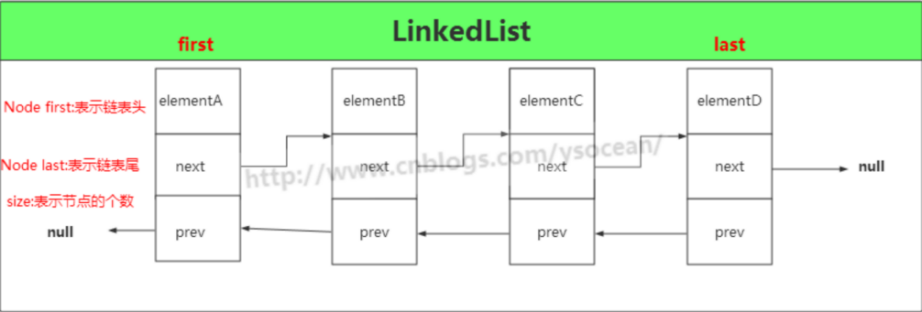 LinkedList
first
last
Node first:表示链表头
elementA
elementB
elementC
elementD
Node last:表示链表尾
next
next
next
next
null
http://www.cnblogs.com/ysocean/
size:表示节点的个数
null
prev
prev
prev
prev